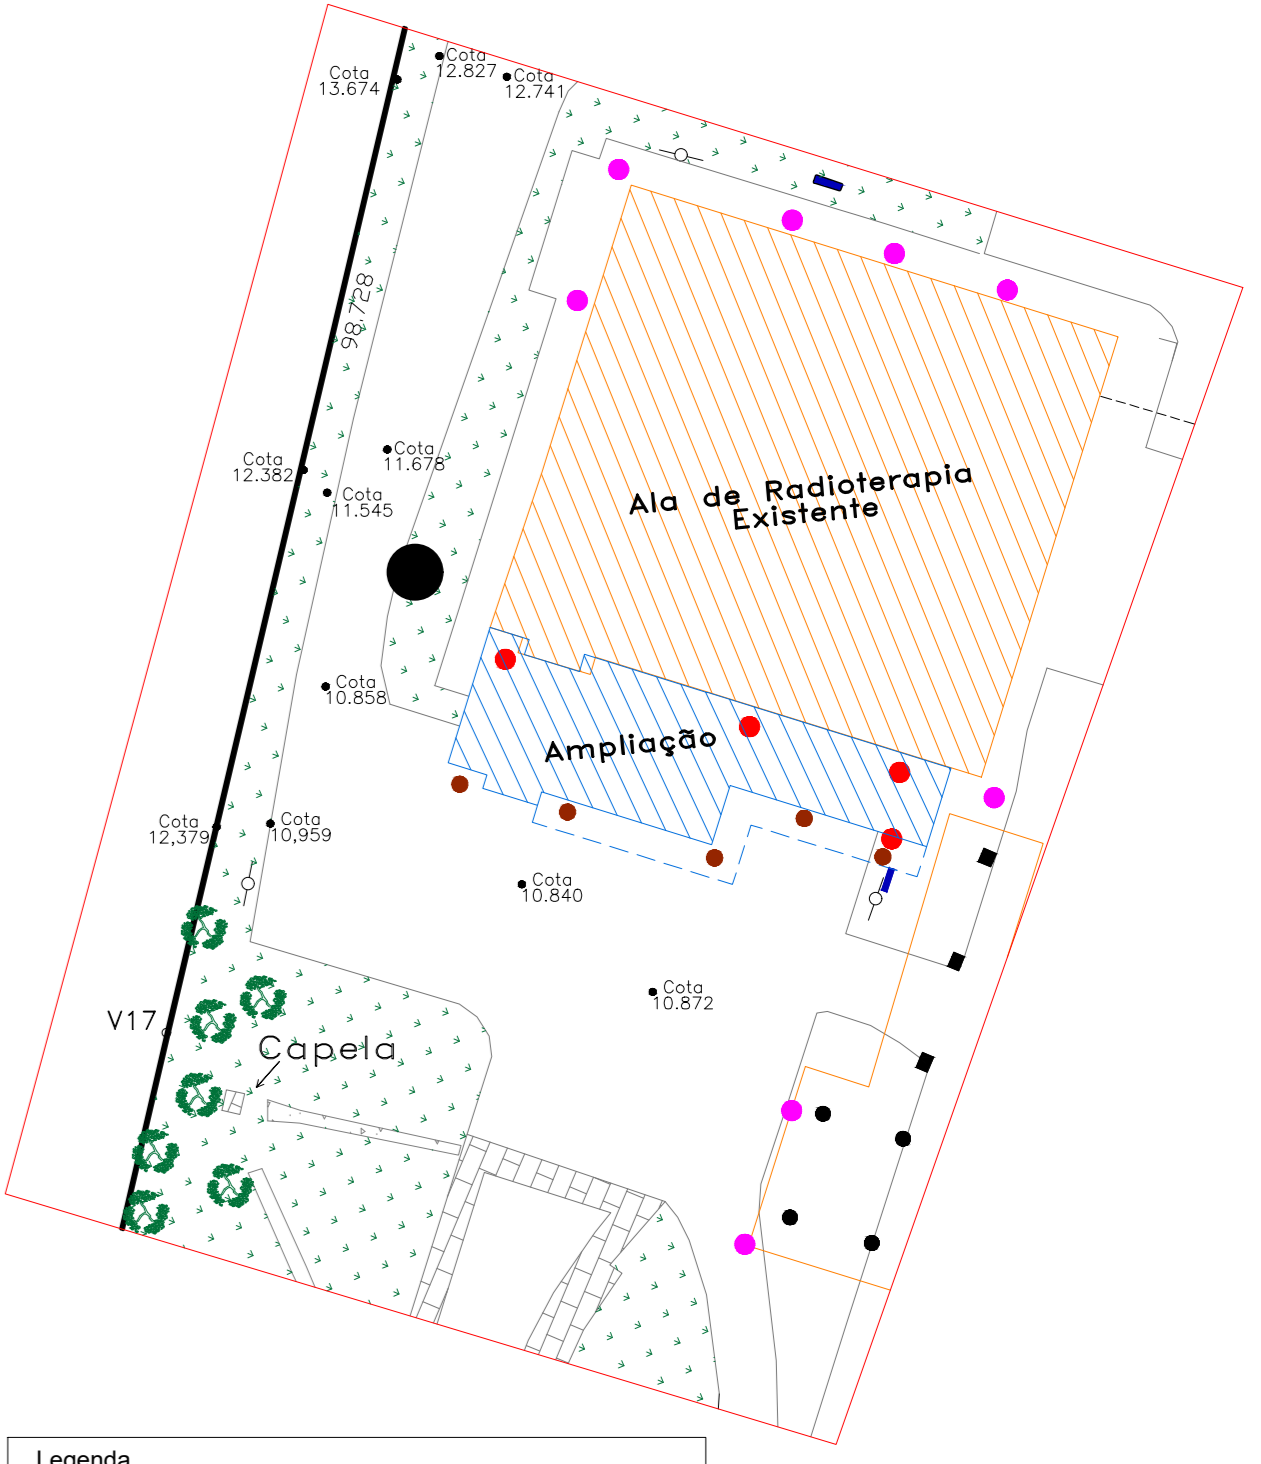 Cota
12.827
Cota
13.674
Cota
12.741
98.728
Cota
11.678
Cota
12.382
Cota
11.545
Ala de Radioterapia
Existente
Cota
10.858
Ampliação
Cota
12,379
Cota
10,959
Cota
10.840
Cota
10.872
V17
Capela
Legenda